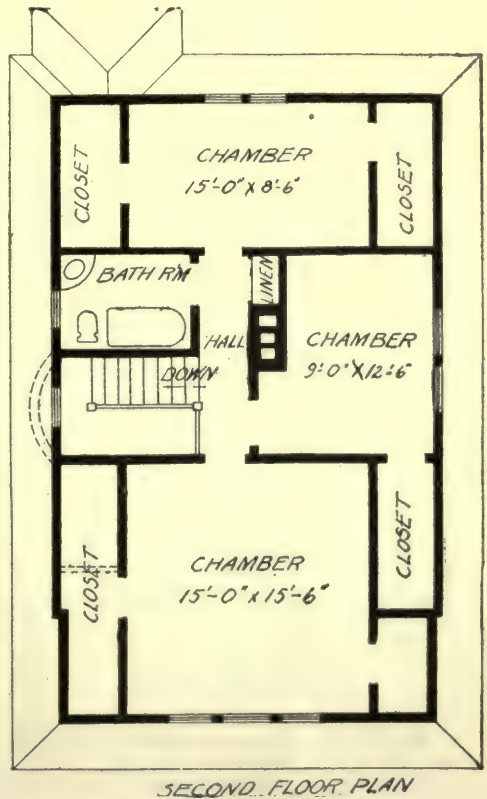 CLOSET
CHAMBER
15'-0" X 8'-6"
CLOSET
BATH RM
LINEN
HALL
DOWN
CHAMBER
9'-0" X 12'-6"
CLOSET
CHAMBER
15'-0" X 15'-6"
CLOSET
SECOND FLOOR PLAN